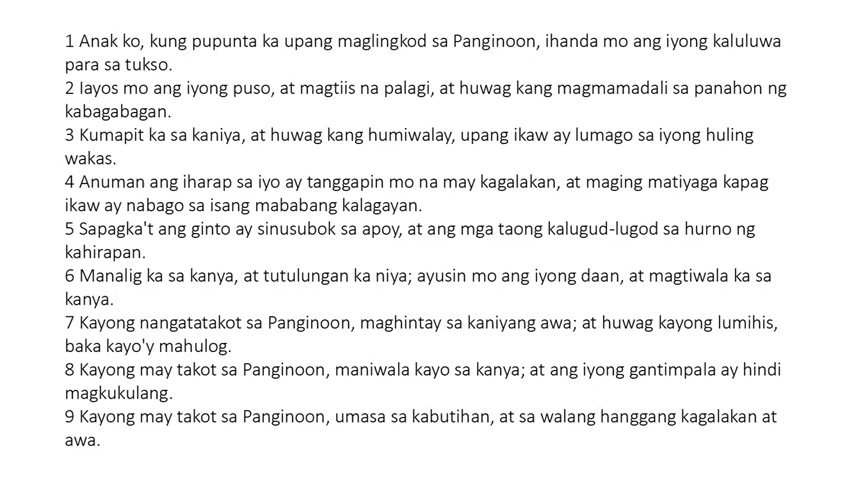 1 Anak ko, kung pupunta ka upang maglingkod sa Panginoon, ihanda mo ang iyong kaluluwa
para sa tukso.
2 Iayos mo ang iyong puso, at magtiis na palagi, at huwag kang magmamadali sa panahon ng
kabagabagan.
3 Kumapit ka sa kaniya, at huwag kang humiwalay, upang ikaw ay lumago sa iyong huling
wakas.
4 Anuman ang iharap sa iyo ay tanggapin mo na may kagalakan, at maging matiyaga kapag
ikaw ay nabago sa isang mababang kalagayan.
5 Sapagka't ang ginto ay sinusubok sa apoy, at ang mga taong kalugud-lugod sa hurno ng
kahirapan.
6 Manalig ka sa kanya, at tutulungan ka niya; ayusin mo ang iyong daan, at magtiwala ka sa
kanya.
7 Kayong nangatatakot sa Panginoon, maghintay sa kaniyang awa; at huwag kayong lumihis,
baka kayo'y mahulog.
8 Kayong may takot sa Panginoon, maniwala kayo sa kanya; at ang iyong gantimpala ay hindi
magkukulang.
9 Kayong may takot sa Panginoon, umasa sa kabutihan, at sa walang hanggang kagalakan at
awa.